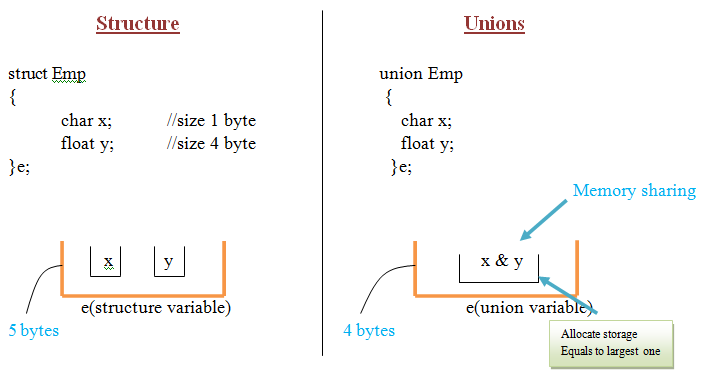 Structure
struct Emp
{
char x; //size 1 byte
float y; //size 4 byte
}e;
x
y
e(structure variable)
5 bytes
Unions
union Emp
{
char x;
float y;
}e;
Memory sharing
x & y
e(union variable)
4 bytes
Allocate storage
Equals to largest one